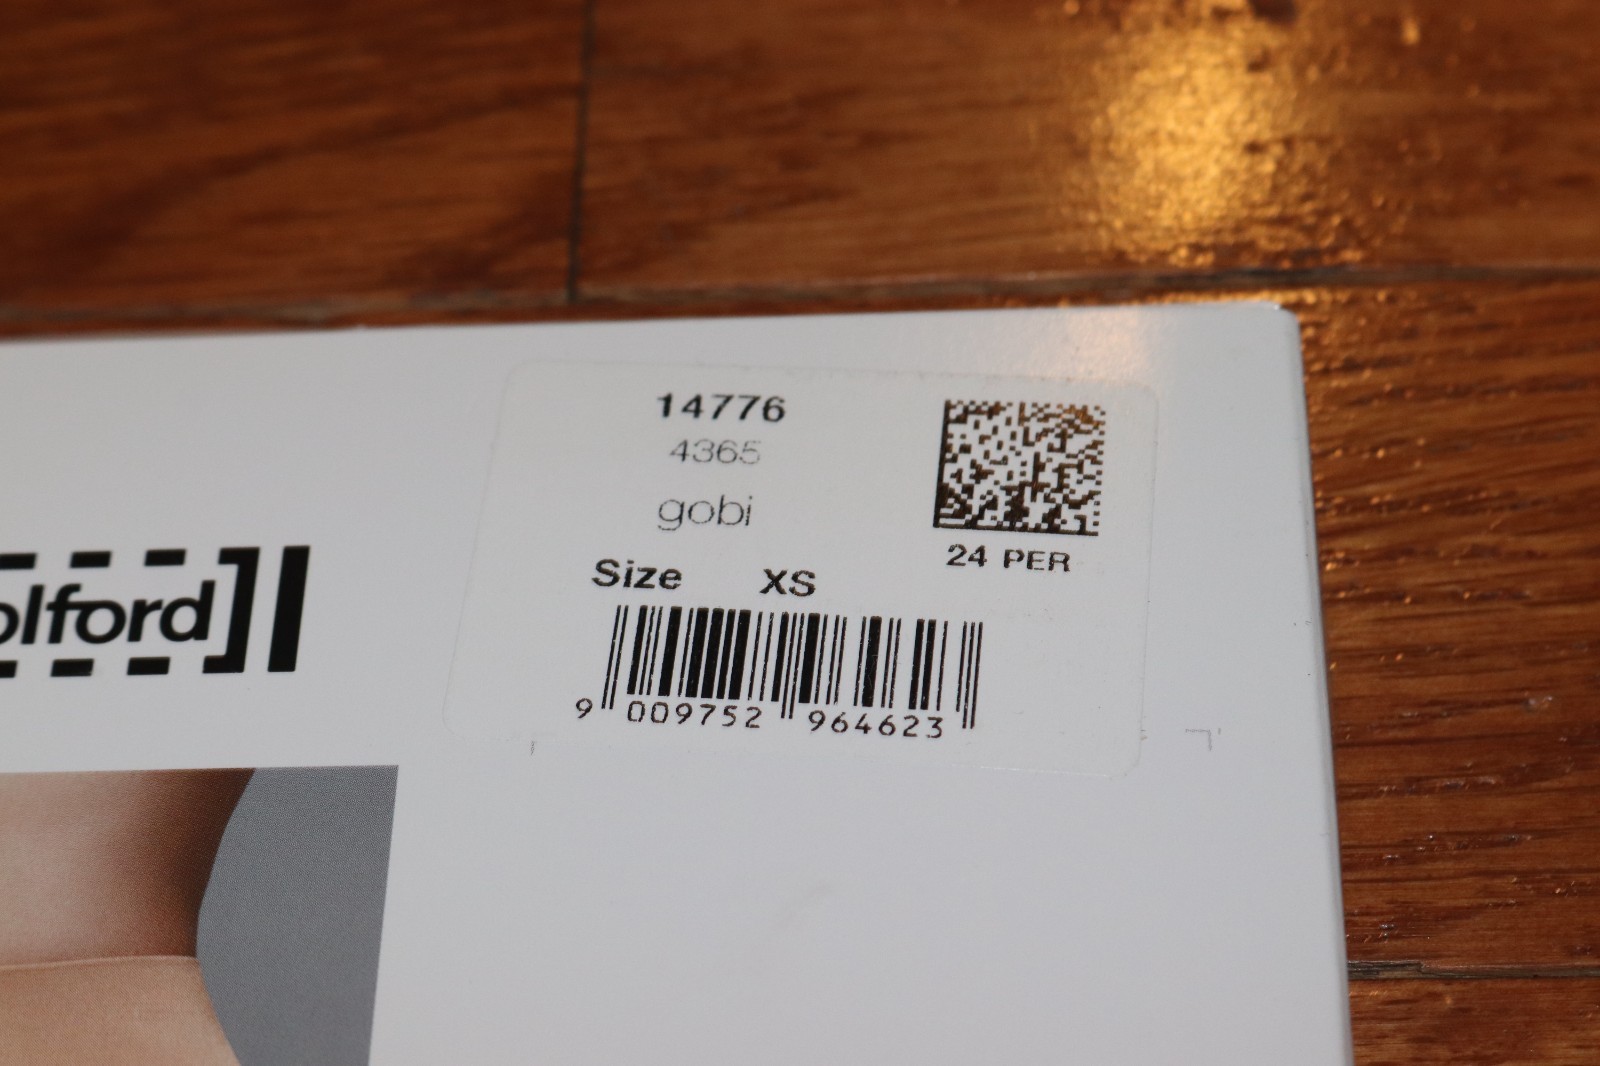 14776
4365
gobi
24 PER
Size XS
9 009752 964623
olford